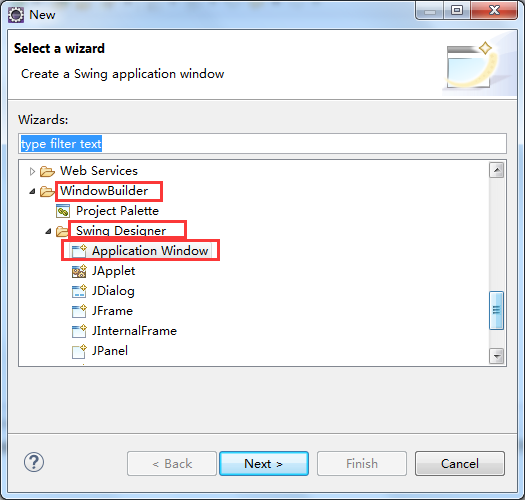 New
Select a wizard
Create a Swing application window
Wizards:
type filter text
Web Services
WindowBuilder
Project Palette
Swing Designer
Application Window
JApplet
JDialog
JFrame
JInternalFrame
JPanel
? < Back Next > Finish Cancel